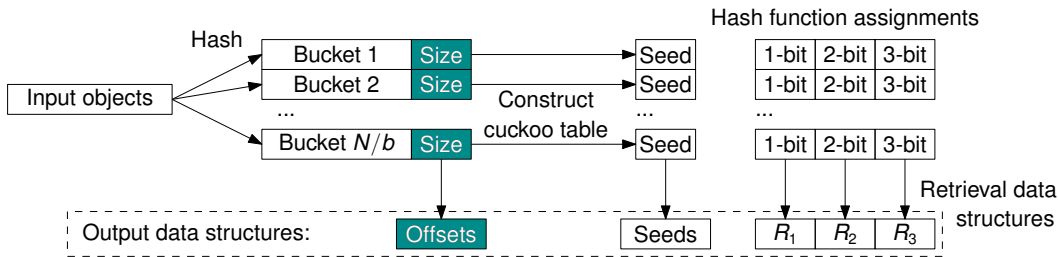 Hash function assignments
Hash
Bucket 1 Size Seed 1-bit 2-bit 3-bit
Bucket 2 Size Seed 1-bit 2-bit 3-bit
Input objects
... Construct ... ...
cuckoo table
Bucket N/b Size Seed 1-bit 2-bit 3-bit
Retrieval data
structures
Output data structures: Offsets Seeds R1 R2 R3